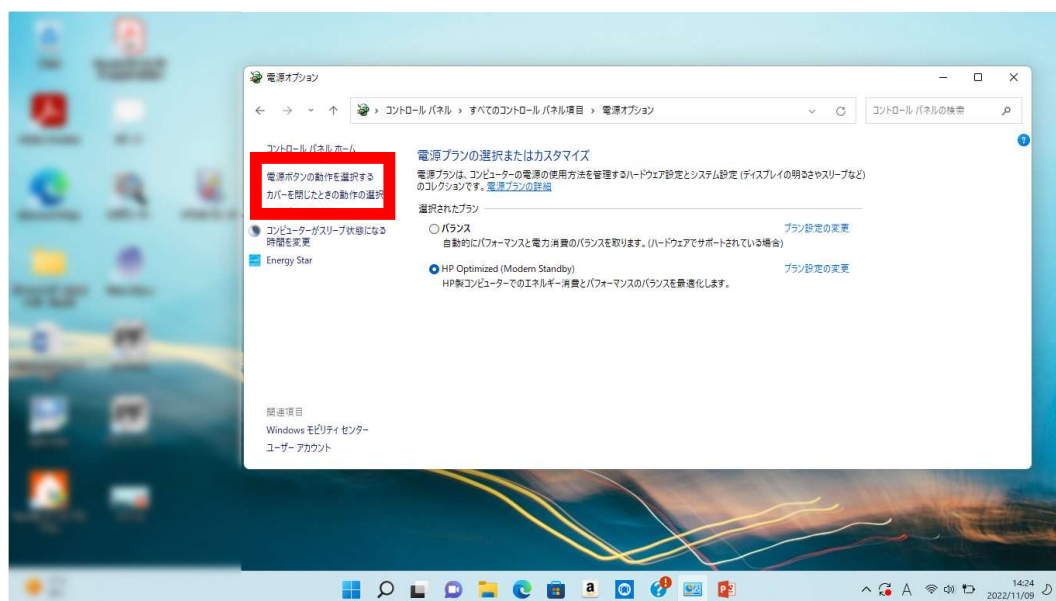 電源オプション
コントロール パネル › すべてのコントロール パネル項目 › 電源オプション
コントロール パネルの検索
コントロール パネル ホーム
電源ボタンの動作を選択する
カバーを閉じたときの動作の選択
コンピューターがスリープ状態になる
時間を変更
Energy Star
電源プランの選択またはカスタマイズ
電源プランは、コンピューターの電源の使用方法を管理するハードウェア設定とシステム設定 (ディスプレイの明るさやスリープなど)
のコレクションです。電源プランの詳細
選択されたプラン
バランス
プラン設定の変更
自動的にパフォーマンスと電力消費のバランスを取ります。(ハードウェアでサポートされている場合)
HP Optimized (Modern Standby)
プラン設定の変更
HP製コンピューターでのエネルギー消費とパフォーマンスのバランスを最適化します。
関連項目
Windows モビリティ センター
ユーザー アカウント
A
14:24
2022/11/09